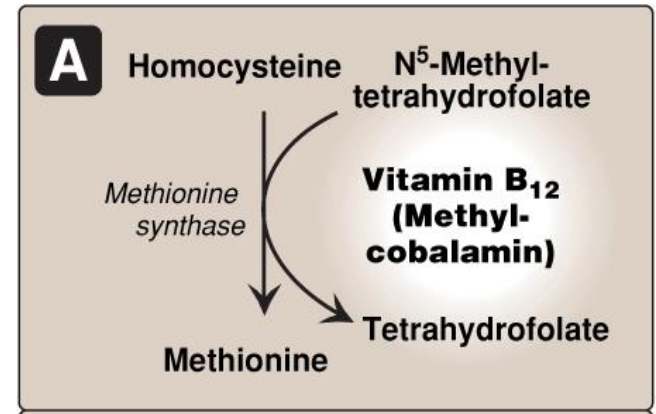 A
Homocysteine
N⁵-Methyl-
tetrahydrofolate
Methionine
synthase
Vitamin B₁₂
(Methyl-
cobalamin)
Tetrahydrofolate
Methionine